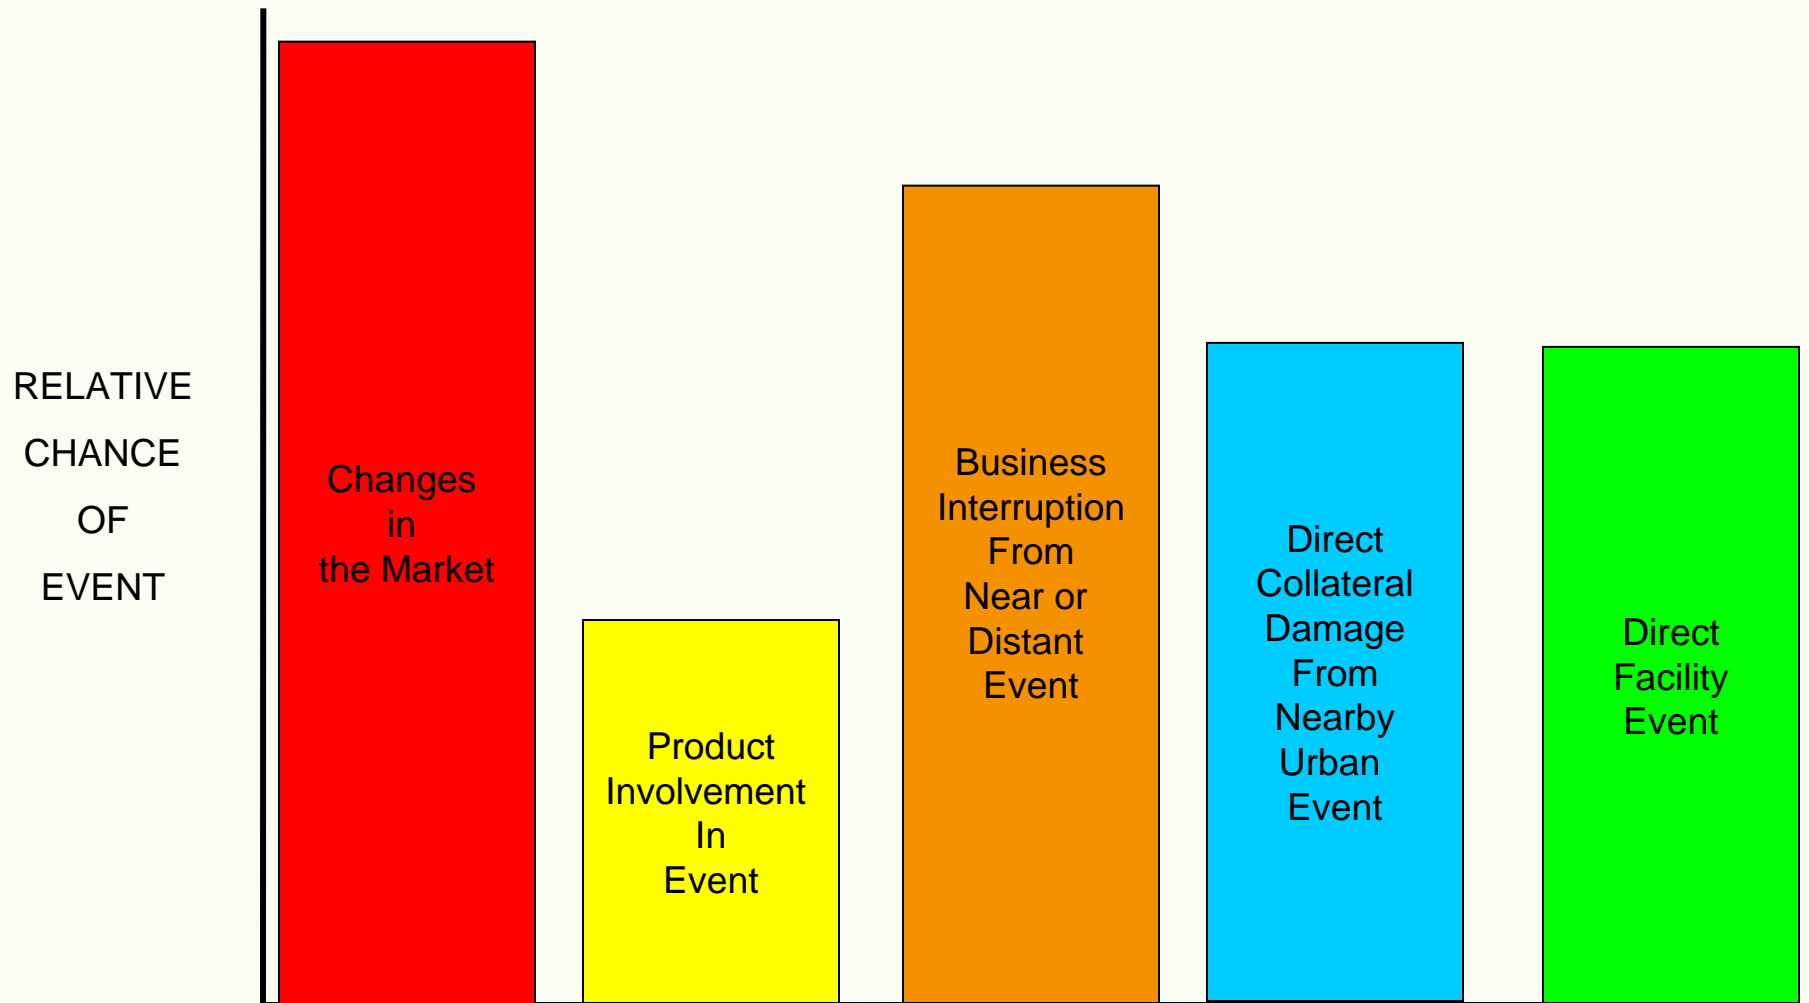 RELATIVE
CHANCE
OF
EVENT
Changes
in
the Market
Product
Involvement
In
Event
Business
Interruption
From
Near or
Distant
Event
Direct
Collateral
Damage
From
Nearby
Urban
Event
Direct
Facility
Event